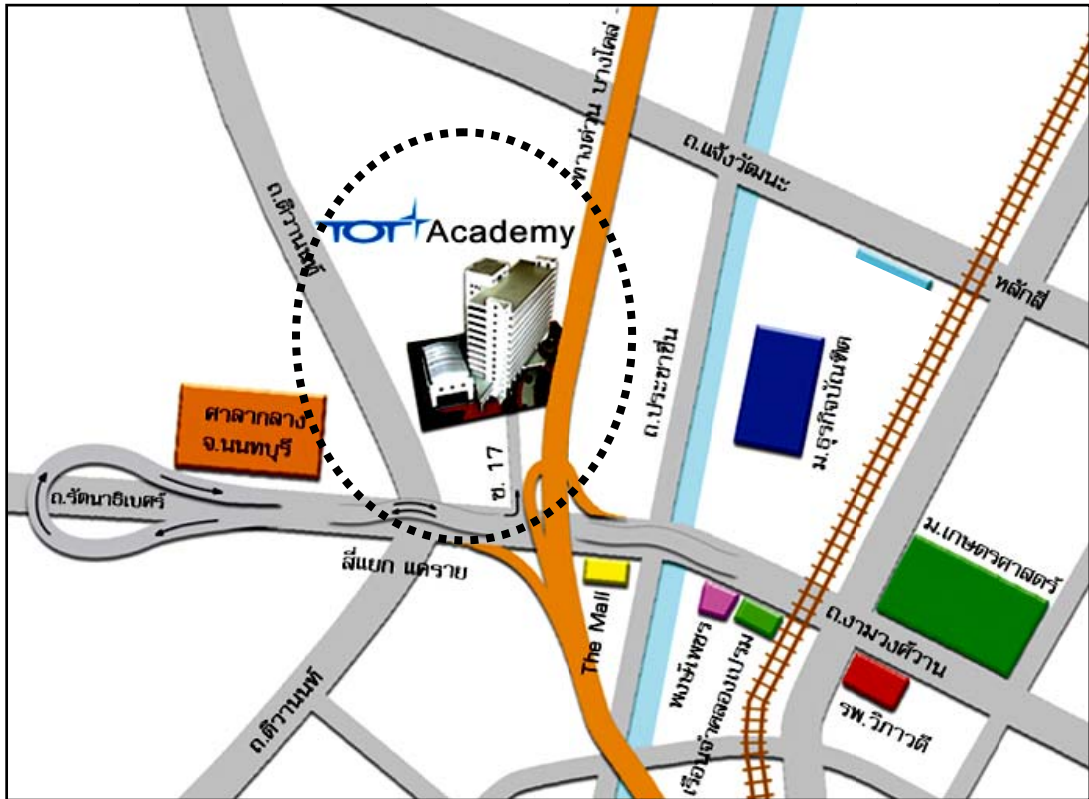 ทางด่วน บางโคล่ -
ถ.แจ้งวัฒนะ
ถ.ติวานนท์
TOT Academy
หลักสี่
ถ.ประชาชื่น
ม.ธุรกิจบัณฑิต
ศาลากลาง
จ.นนทบุรี
ซ. 17
ถ.รัตนาธิเบศร์
สี่แยก แคราย
ม.เกษตรศาสตร์
The Mall
พงษ์เพชร
เรือนจำคลองเปรม
ถ.งามวงศ์วาน
รพ.วิภาวดี
ถ.ติวานนท์